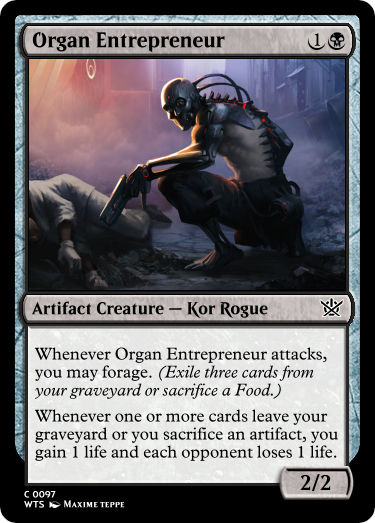 Organ Entrepreneur 1
Artifact Creature — Kor Rogue
Whenever Organ Entrepreneur attacks,
you may forage. (Exile three cards from
your graveyard or sacrifice a Food.)
Whenever one or more cards leave your
graveyard or you sacrifice an artifact, you
gain 1 life and each opponent loses 1 life.
2/2
C 0097
WTS Maxime teppe